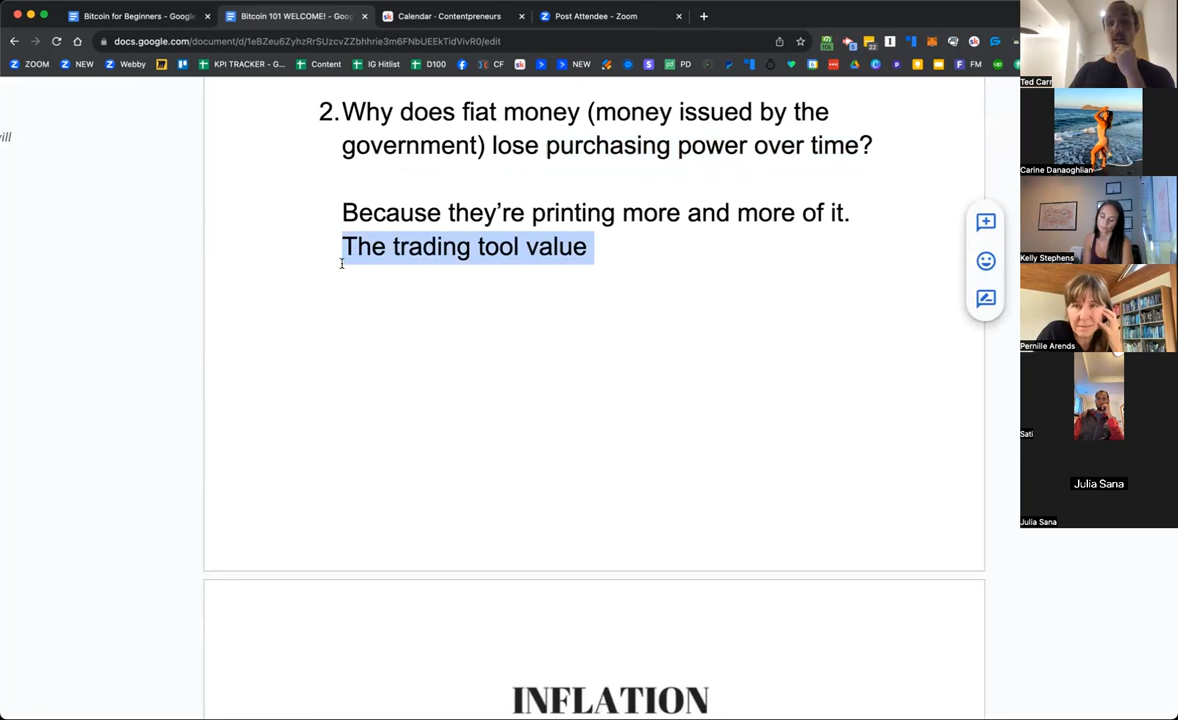 Bitcoin for Beginners - Google
Bitcoin 101 WELCOME! - Goog
Calendar - Contentpreneurs
Post Attendee - Zoom
docs.google.com/document/d/1eBZeu6ZyhzRrSUzcvZZbhhrie3m6FNbUEEkTidVivR0/edit
ZOOM
NEW
Webby
KPI TRACKER - G...
Content
IG Hitlist
D100
CF
NEW
PD
FM
ill
2. Why does fiat money (money issued by the
government) lose purchasing power over time?
Because they're printing more and more of it.
The trading tool value
INFLATION
Ted Carr
Carine Danaoghlian
Kelly Stephens
Pernille Arends
Sati
Julia Sana
Julia Sana